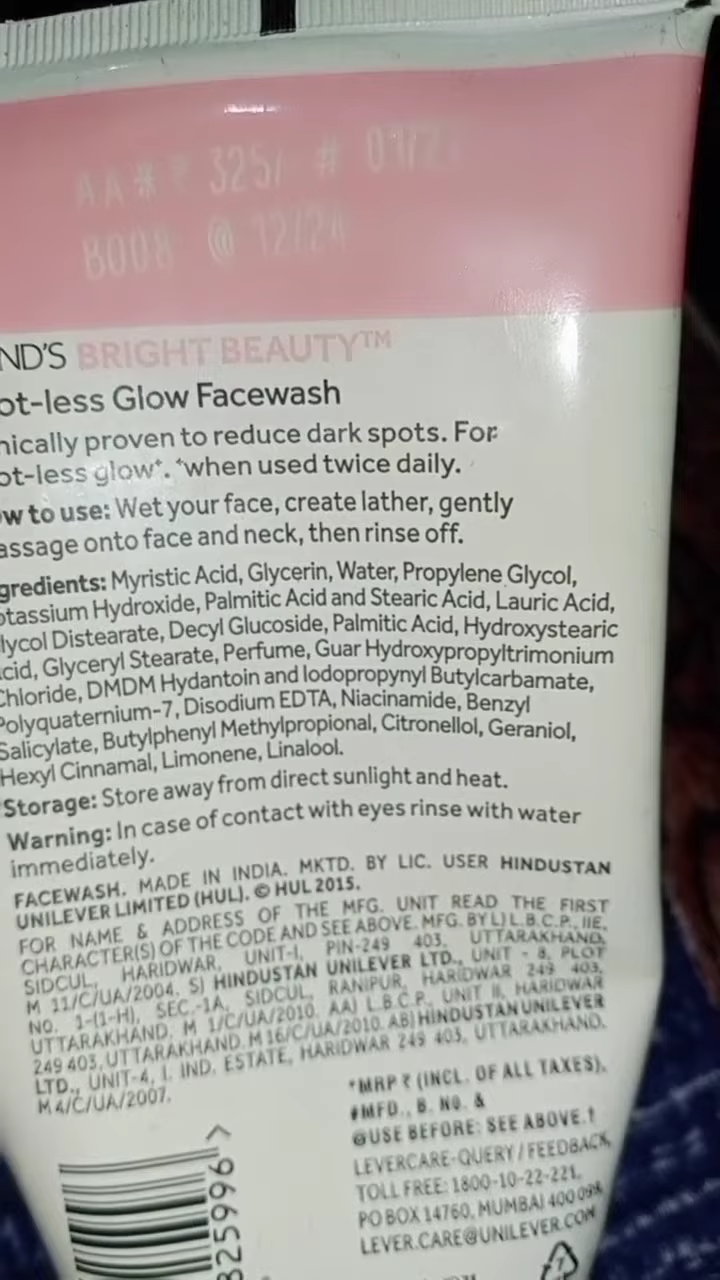 AA * ₹ 325/- # 01/2
B008 @ 12/24
ND'S BRIGHT BEAUTY™
ot-less Glow Facewash
nically proven to reduce dark spots. For
ot-less glow*. *when used twice daily.
ow to use: Wet your face, create lather, gently
assage onto face and neck, then rinse off.
gredients: Myristic Acid, Glycerin, Water, Propylene Glycol,
otassium Hydroxide, Palmitic Acid and Stearic Acid, Lauric Acid,
lycol Distearate, Decyl Glucoside, Palmitic Acid, Hydroxystearic
cid, Glyceryl Stearate, Perfume, Guar Hydroxypropyltrimonium
Chloride, DMDM Hydantoin and Iodopropynyl Butylcarbamate,
Polyquaternium-7, Disodium EDTA, Niacinamide, Benzyl
Salicylate, Butylphenyl Methylpropional, Citronellol, Geraniol,
Hexyl Cinnamal, Limonene, Linalool.
Storage: Store away from direct sunlight and heat.
Warning: In case of contact with eyes rinse with water
immediately.
FACEWASH. MADE IN INDIA. MKTD. BY LIC. USER HINDUSTAN
UNILEVER LIMITED (HUL). © HUL 2015.
FOR NAME & ADDRESS OF THE MFG. UNIT READ THE FIRST
CHARACTER(S) OF THE CODE AND SEE ABOVE. MFG. BY L) L.B.C.P., IIE,
SIDCUL, HARIDWAR, UNIT-I, PIN-249 403, UTTARAKHAND,
M 11/C/UA/2004. S) HINDUSTAN UNILEVER LTD., UNIT - 8, PLOT
NO. 1-(1-H), SEC.-1A, SIDCUL, RANIPUR, HARIDWAR 249 403,
UTTARAKHAND. M 1/C/UA/2010. AA) L.B.C.P., UNIT II, HARIDWAR
249 403, UTTARAKHAND. M 16/C/UA/2010. AB) HINDUSTAN UNILEVER
LTD., UNIT-4, I. IND. ESTATE, HARIDWAR 249 403, UTTARAKHAND.
M 4/C/UA/2007.
*MRP ₹ (INCL. OF ALL TAXES),
#MFD., B. NO. &
@USE BEFORE: SEE ABOVE.†
LEVERCARE-QUERY / FEEDBACK,
TOLL FREE: 1800-10-22-221,
PO BOX 14760, MUMBAI 400 099
LEVER.CARE@UNILEVER.COM
825996 >